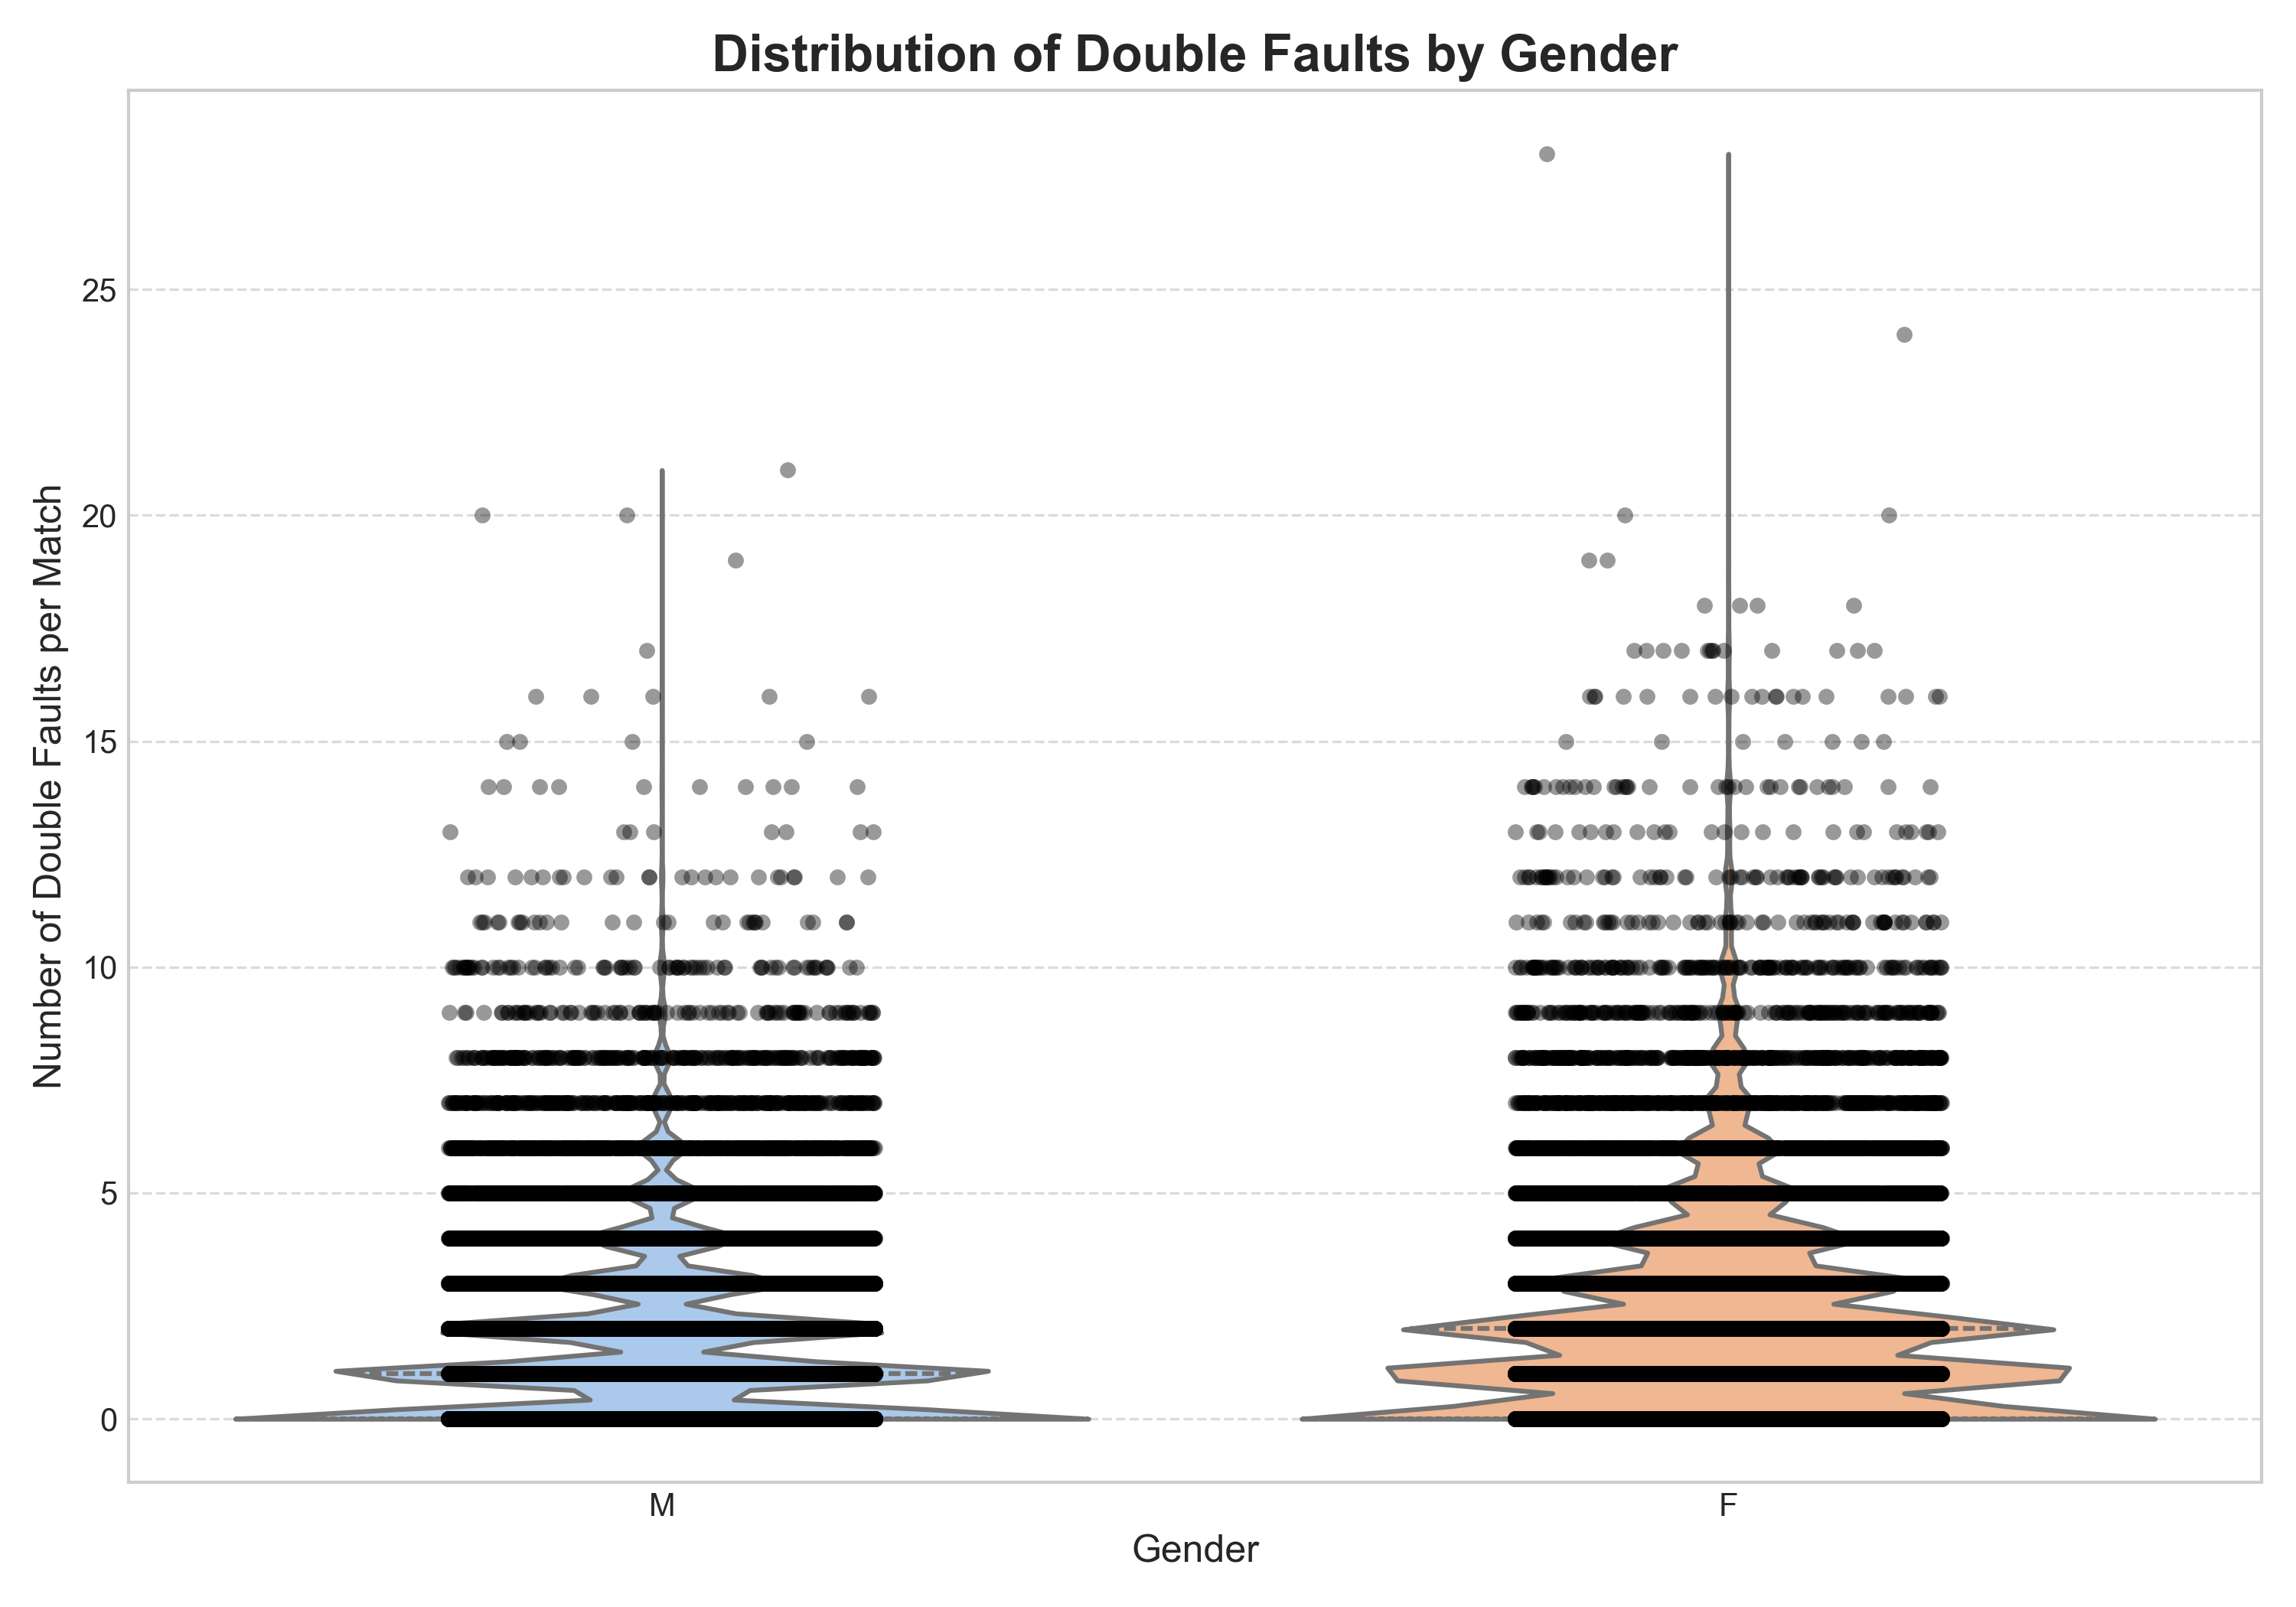 Distribution of Double Faults by Gender
Number of Double Faults per Match
25
20
15
10
5
0
M
F
Gender